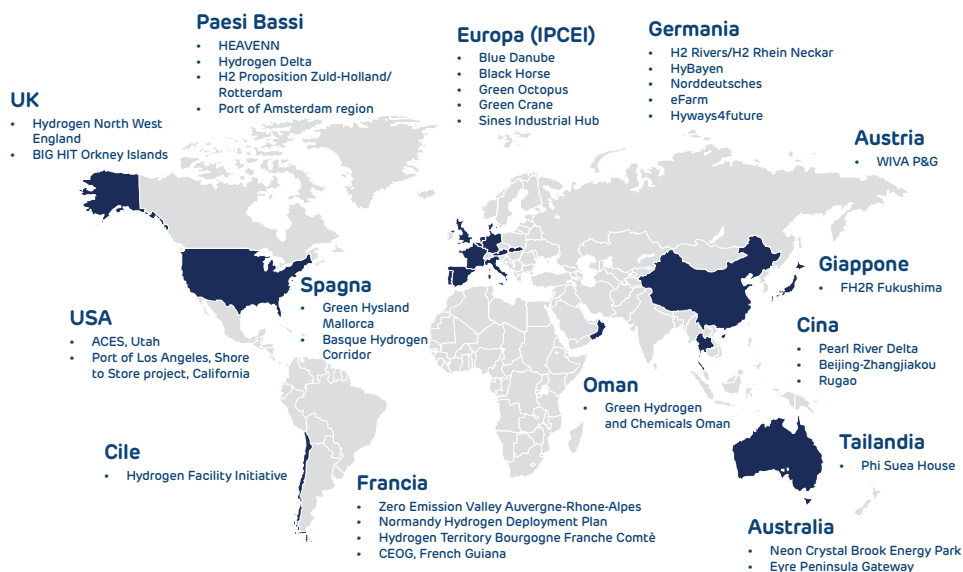 Paesi Bassi
• HEAVENN
• Hydrogen Delta
• H2 Proposition Zuld-Holland/
Rotterdam
• Port of Amsterdam region
Europa (IPCEI)
• Blue Danube
• Black Horse
• Green Octopus
• Green Crane
• Sines Industrial Hub
Germania
• H2 Rivers/H2 Rhein Neckar
• HyBayen
• Norddeutsches
• eFarm
• Hyways4future
UK
• Hydrogen North West
England
• BIG HIT Orkney Islands
Austria
• WIVA P&G
Giappone
• FH2R Fukushima
Spagna
• Green Hysland
Mallorca
• Basque Hydrogen
Corridor
USA
• ACES, Utah
• Port of Los Angeles, Shore
to Store project, California
Cina
• Pearl River Delta
• Beijing-Zhangjiakou
• Rugao
Oman
• Green Hydrogen
and Chemicals Oman
Cile
• Hydrogen Facility Initiative
Tailandia
• Phi Suea House
Francia
• Zero Emission Valley Auvergne-Rhone-Alpes
• Normandy Hydrogen Deployment Plan
• Hydrogen Territory Bourgogne Franche Comtè
• CEOG, French Guiana
Australia
• Neon Crystal Brook Energy Park
• Eyre Peninsula Gateway